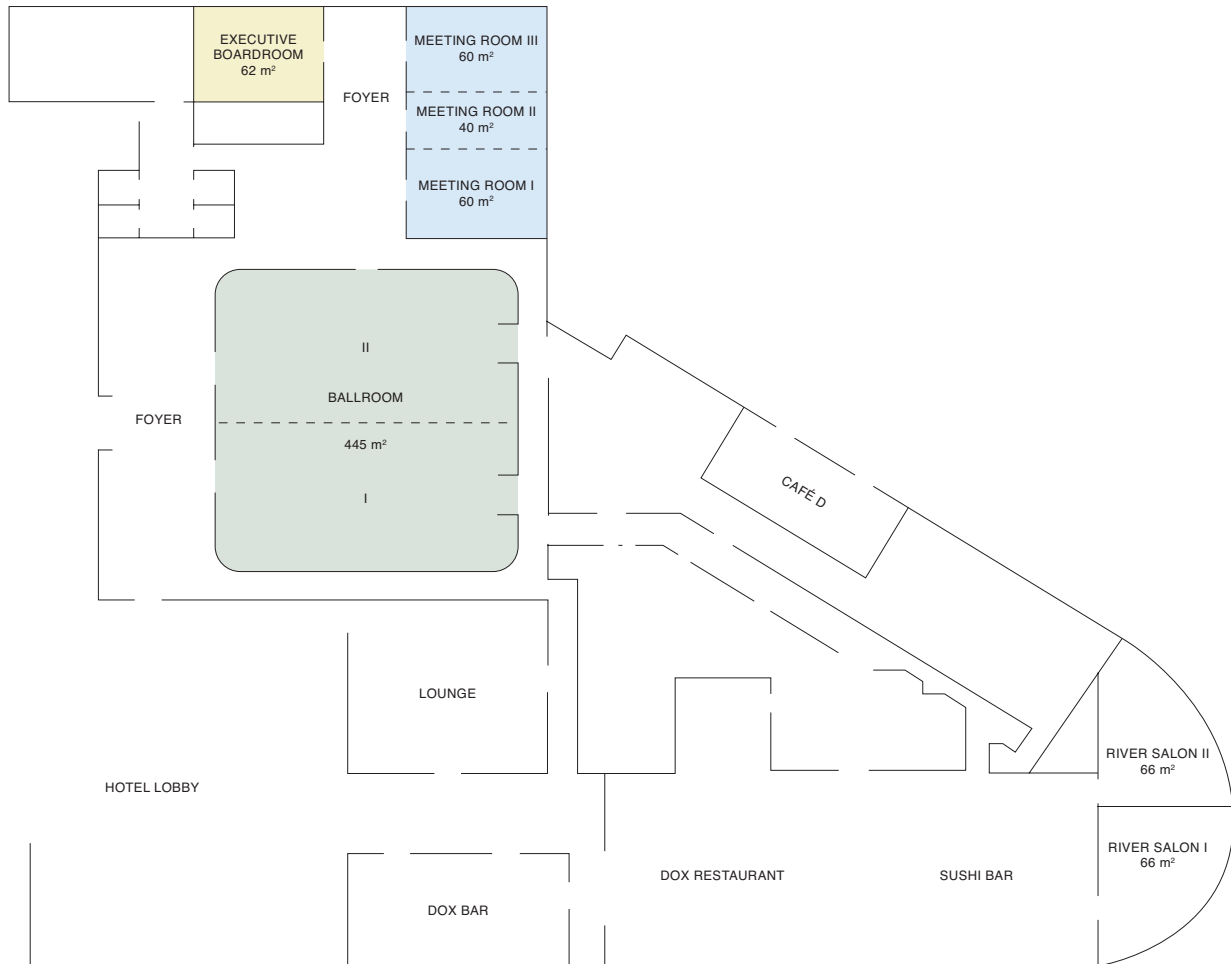 EXECUTIVE
BOARDROOM
62 m²
FOYER
MEETING ROOM III
60 m²
MEETING ROOM II
40 m²
MEETING ROOM I
60 m²
II
BALLROOM
445 m²
I
FOYER
CAFÉ D
LOUNGE
HOTEL LOBBY
DOX BAR
DOX RESTAURANT
SUSHI BAR
RIVER SALON II
66 m²
RIVER SALON I
66 m²